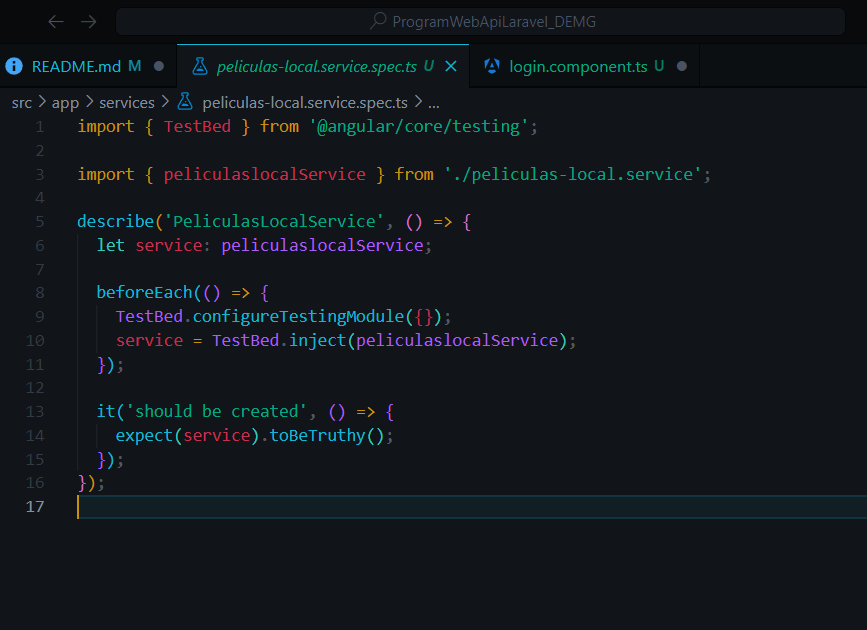 ProgramWebApiLaravel_DEMG
README.md M
peliculas-local.service.spec.ts U
login.component.ts U
src > app > services > peliculas-local.service.spec.ts > ...
1 import { TestBed } from '@angular/core/testing';
2
3 import { peliculaslocalService } from './peliculas-local.service';
4
5 describe('PeliculasLocalService', () => {
6   let service: peliculaslocalService;
7
8   beforeEach(() => {
9     TestBed.configureTestingModule({});
10     service = TestBed.inject(peliculaslocalService);
11   });
12
13   it('should be created', () => {
14     expect(service).toBeTruthy();
15   });
16 });
17